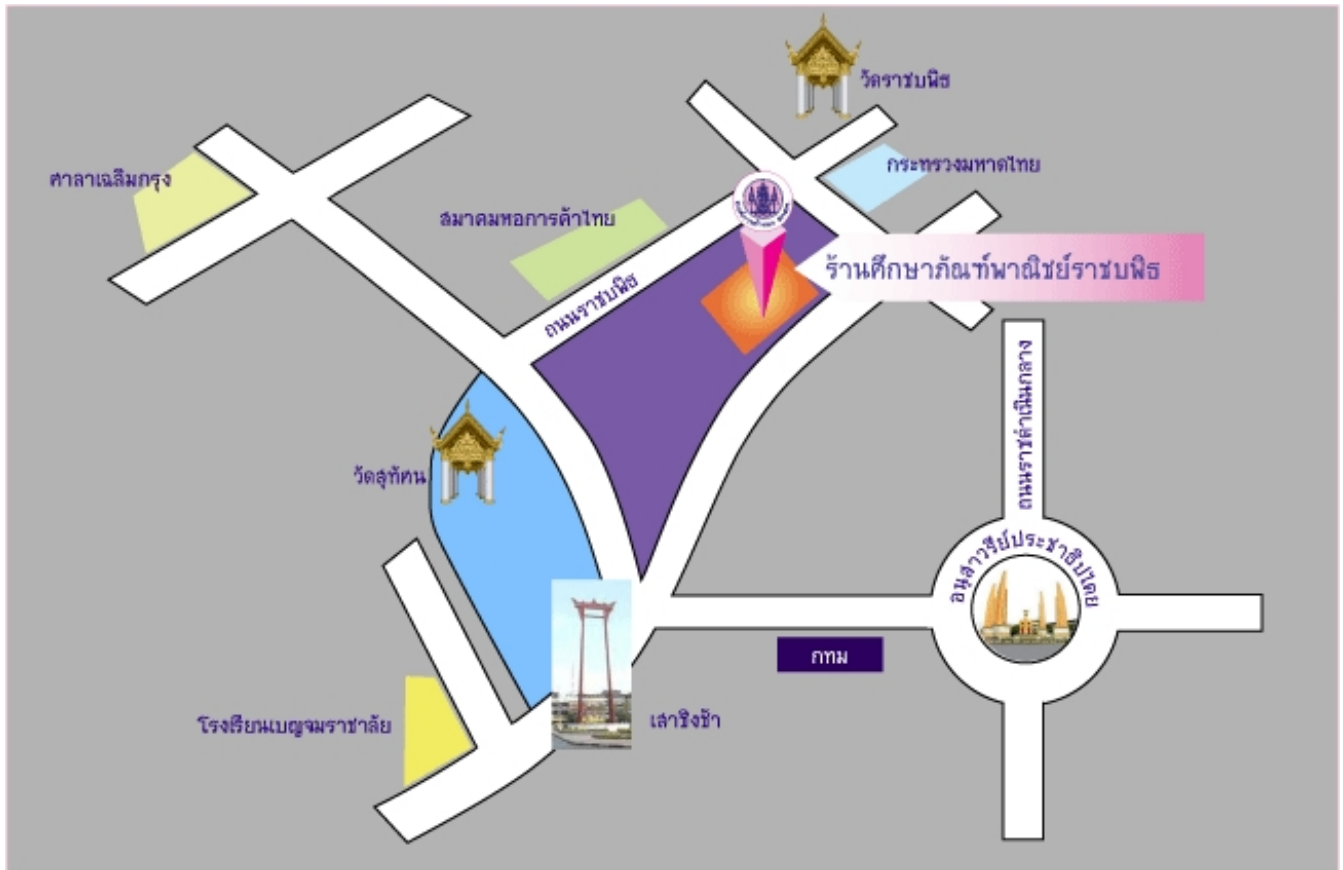 วัดราชบพิธ
กระทรวงมหาดไทย
ศาลาเฉลิมกรุง
สมาคมหอการค้าไทย
ร้านศึกษาภัณฑ์พาณิชย์ราชบพิธ
ถนนราชบพิธ
ถนนราชดำเนินกลาง
วัดสุทัศน
อนุสาวรีย์ประชาธิปไตย
กทม
โรงเรียนเบญจมราชาลัย
เสาชิงช้า